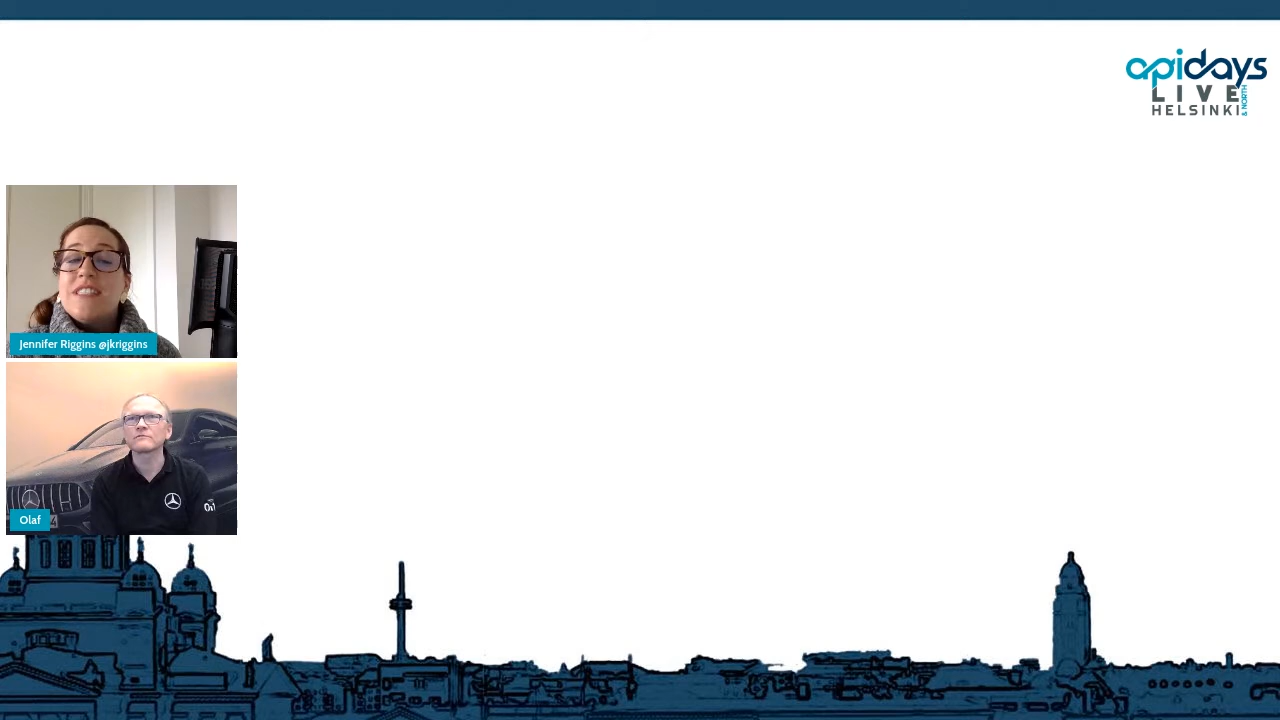 apidays
LIVE
HELSINKI
& NORTH
Jennifer Riggins @jkriggins
Olaf